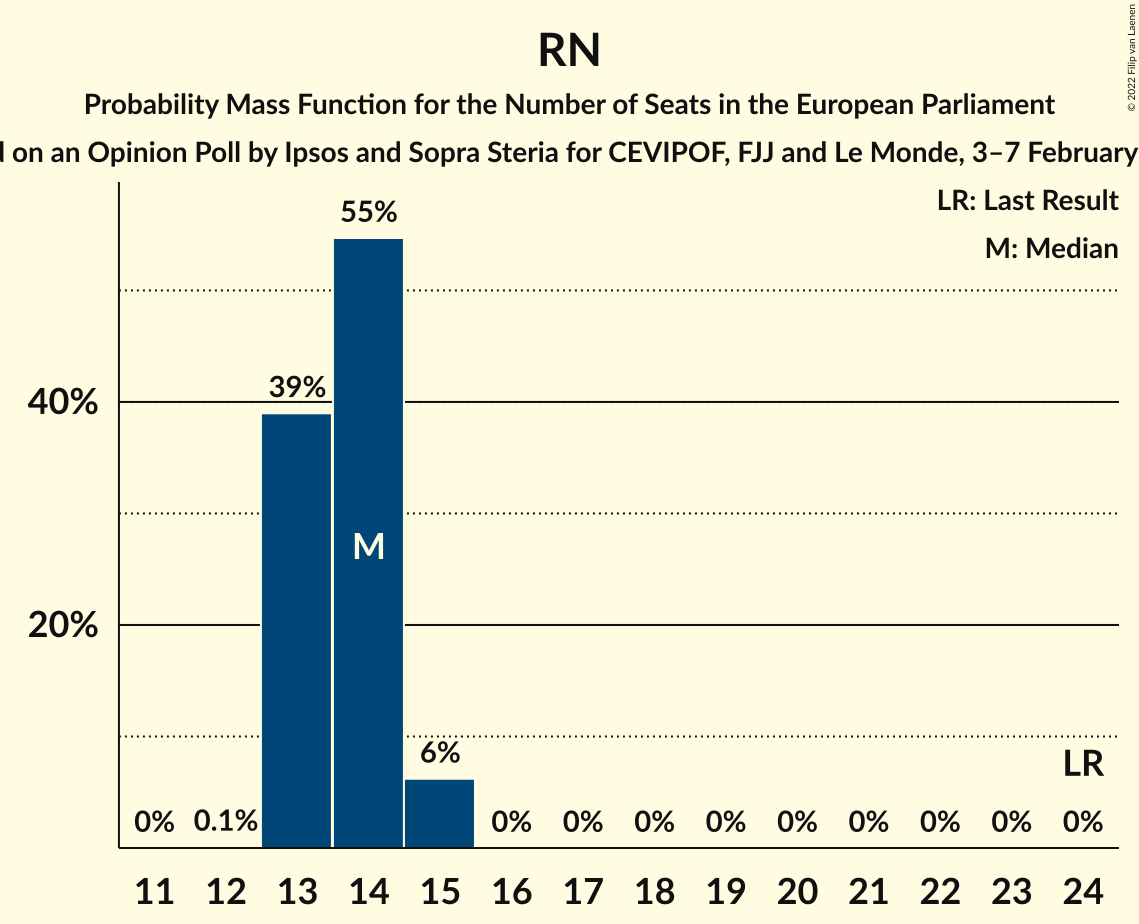 RN
Probability Mass Function for the Number of Seats in the European Parliament
on an Opinion Poll by Ipsos and Sopra Steria for CEVIPOF, FJJ and Le Monde, 3–7 February
© 2022 Filip van Laenen
LR: Last Result
M: Median
55%
39%
40%
M
20%
6%
LR
0% 0.1% 0% 0% 0% 0% 0% 0% 0% 0% 0%
11 12 13 14 15 16 17 18 19 20 21 22 23 24